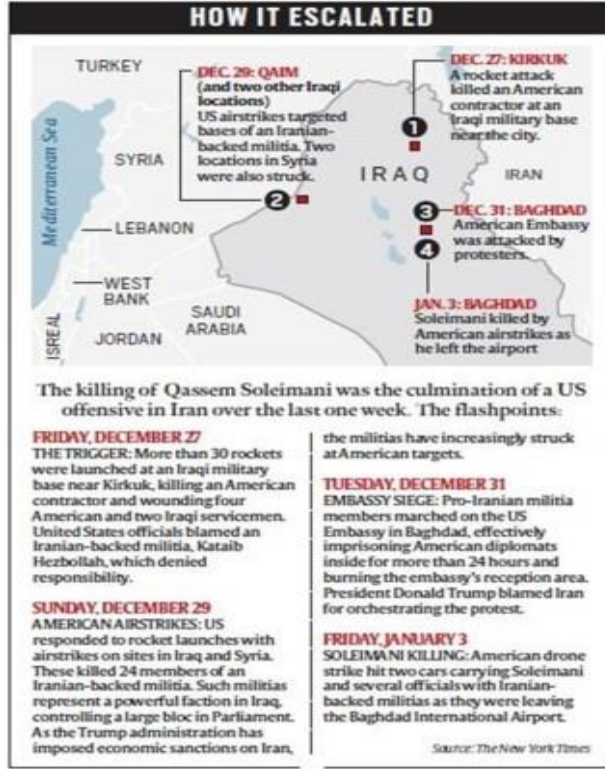 HOW IT ESCALATED
TURKEY
SYRIA
Mediterranean Sea
LEBANON
WEST
BANK
ISREAL
JORDAN
SAUDI
ARABIA
IRAQ
IRAN
DEC. 29: QAIM
(and two other Iraqi
locations)
US airstrikes targeted
bases of an Iranian-
backed militia. Two
locations in Syria
were also struck.
2
DEC. 27: KIRKUK
A rocket attack
killed an American
contractor at an
Iraqi military base
near the city.
1
3
DEC. 31: BAGHDAD
American Embassy
was attacked by
protesters.
4
JAN. 3: BAGHDAD
Soleimani killed by
American airstrikes as
he left the airport
The killing of Qassem Soleimani was the culmination of a US
offensive in Iran over the last one week. The flashpoints:
FRIDAY, DECEMBER 27
THE TRIGGER: More than 30 rockets
were launched at an Iraqi military
base near Kirkuk, killing an American
contractor and wounding four
American and two Iraqi servicemen.
United States officials blamed an
Iranian-backed militia, Kataib
Hezbollah, which denied
responsibility.
SUNDAY, DECEMBER 29
AMERICAN AIRSTRIKES: US
responded to rocket launches with
airstrikes on sites in Iraq and Syria.
These killed 24 members of an
Iranian-backed militia. Such militias
represent a powerful faction in Iraq,
controlling a large bloc in Parliament.
As the Trump administration has
imposed economic sanctions on Iran,
the militias have increasingly struck
at American targets.
TUESDAY, DECEMBER 31
EMBASSY SIEGE: Pro-Iranian militia
members marched on the US
Embassy in Baghdad, effectively
imprisoning American diplomats
inside for more than 24 hours and
burning the embassy's reception area.
President Donald Trump blamed Iran
for orchestrating the protest.
FRIDAY, JANUARY 3
SOLEIMANI KILLING: American drone
strike hit two cars carrying Soleimani
and several officials with Iranian-
backed militias as they were leaving
the Baghdad International Airport.
Source: The New York Times